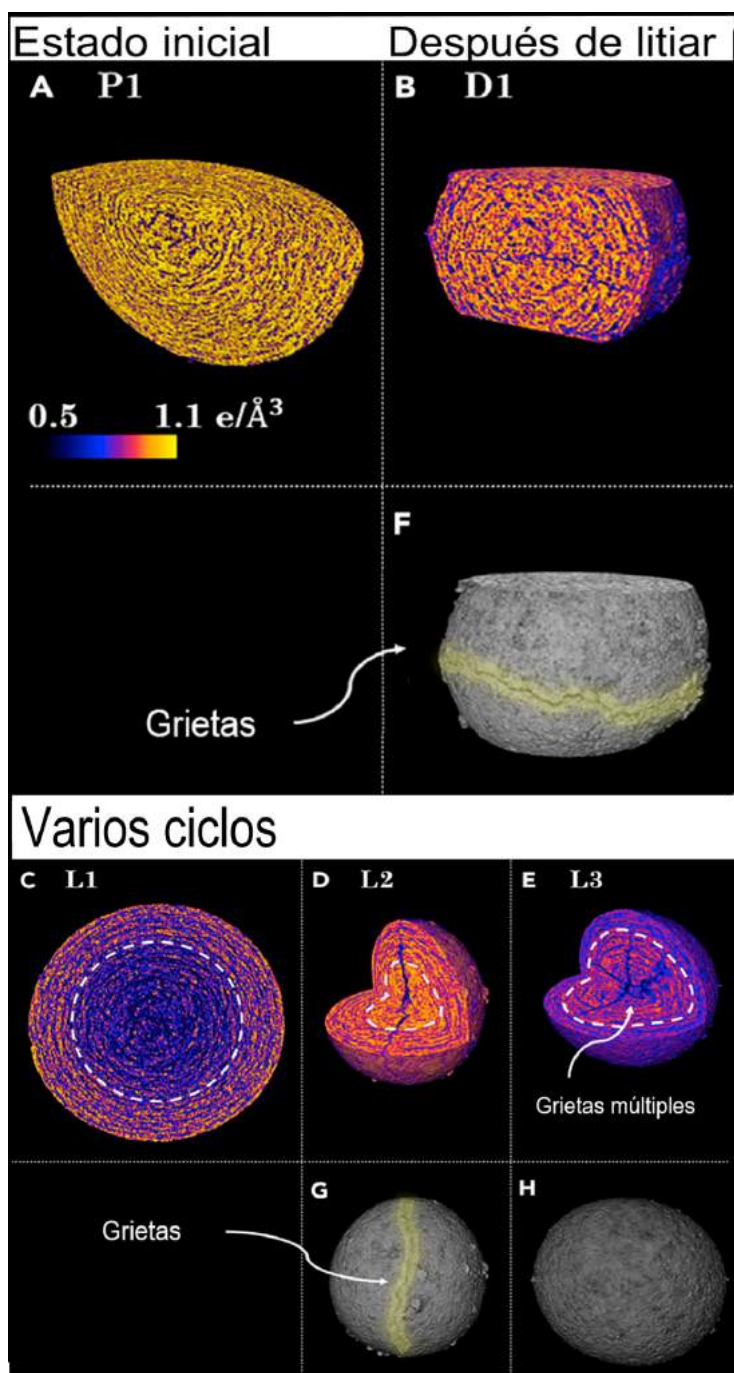 Estado inicial
Después de litiar
A P1
B D1
0.5 1.1 e/Å³
F
Grietas
Varios ciclos
C L1
D L2
E L3
Grietas múltiples
G
H
Grietas